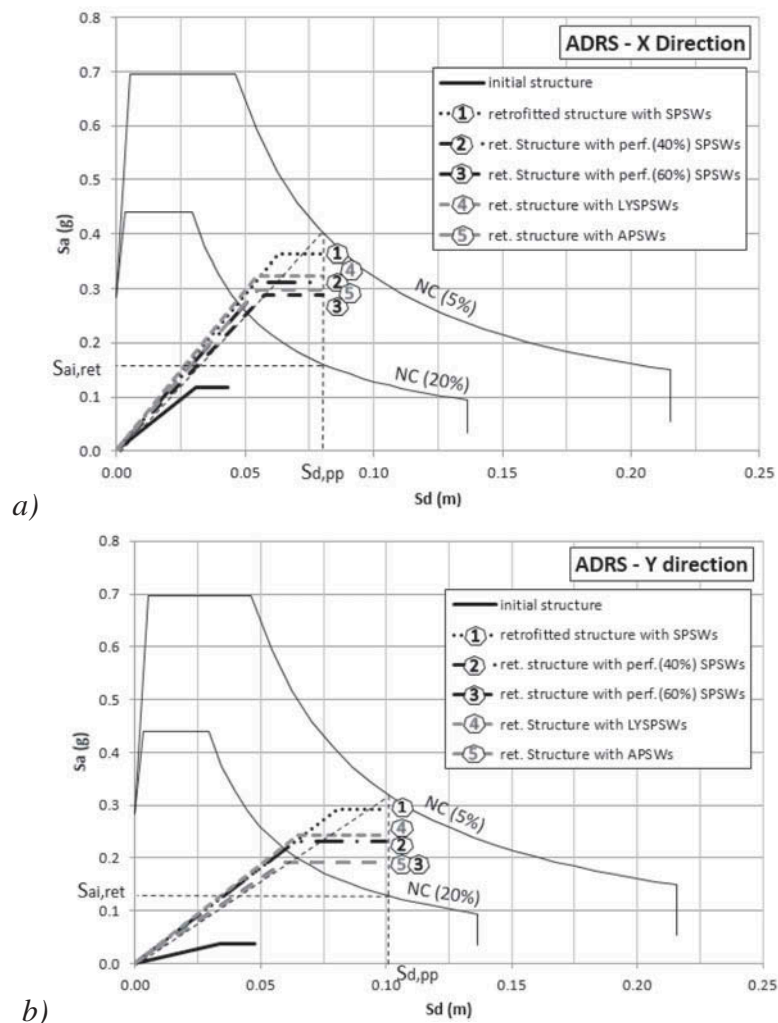 ADRS - X Direction
initial structure
1 retrofitted structure with SPSWs
2 ret. Structure with perf.(40%) SPSWs
3 ret. structure with perf.(60%) SPSWs
4 ret. structure with LYSPSWs
5 ret. structure with APSWs
0.8
0.7
0.6
0.5
0.4
0.3
0.2
0.1
0.0
Sa (g)
Sai,ret
1
4
2
5
3
NC (5%)
NC (20%)
0.00
0.05
0.10
0.15
0.20
0.25
Sd,pp
Sd (m)
a)
ADRS - Y direction
initial structure
1 retrofitted structure with SPSWs
2 ret. structure with perf.(40%) SPSWs
3 ret. structure with perf.(60%) SPSWs
4 ret. Structure with LYSPSWs
5 ret. Structure with APSWs
0.8
0.7
0.6
0.5
0.4
0.3
0.2
0.1
0.0
Sa (g)
Sai,ret
1
4
2
5 3
NC (5%)
NC (20%)
0.00
0.05
0.10
0.15
0.20
0.25
Sd,pp
Sd (m)
b)